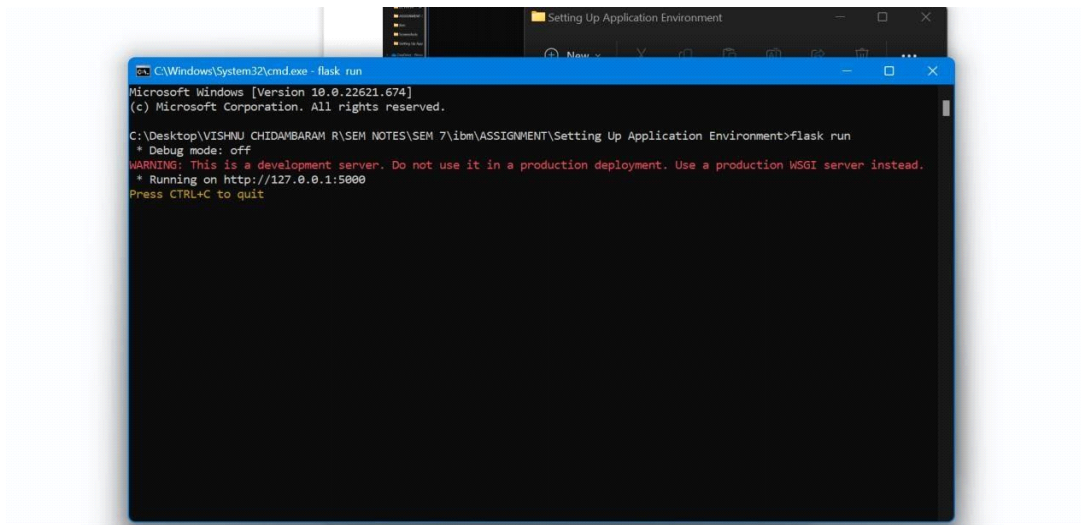 Setting Up Application Environment
New
C:\Windows\System32\cmd.exe - flask run
Microsoft Windows [Version 10.0.22621.674]
(c) Microsoft Corporation. All rights reserved.
C:\Desktop\VISHNU CHIDAMBARAM R\SEM NOTES\SEM 7\ibm\ASSIGNMENT\Setting Up Application Environment>flask run
* Debug mode: off
WARNING: This is a development server. Do not use it in a production deployment. Use a production WSGI server instead.
* Running on http://127.0.0.1:5000
Press CTRL+C to quit